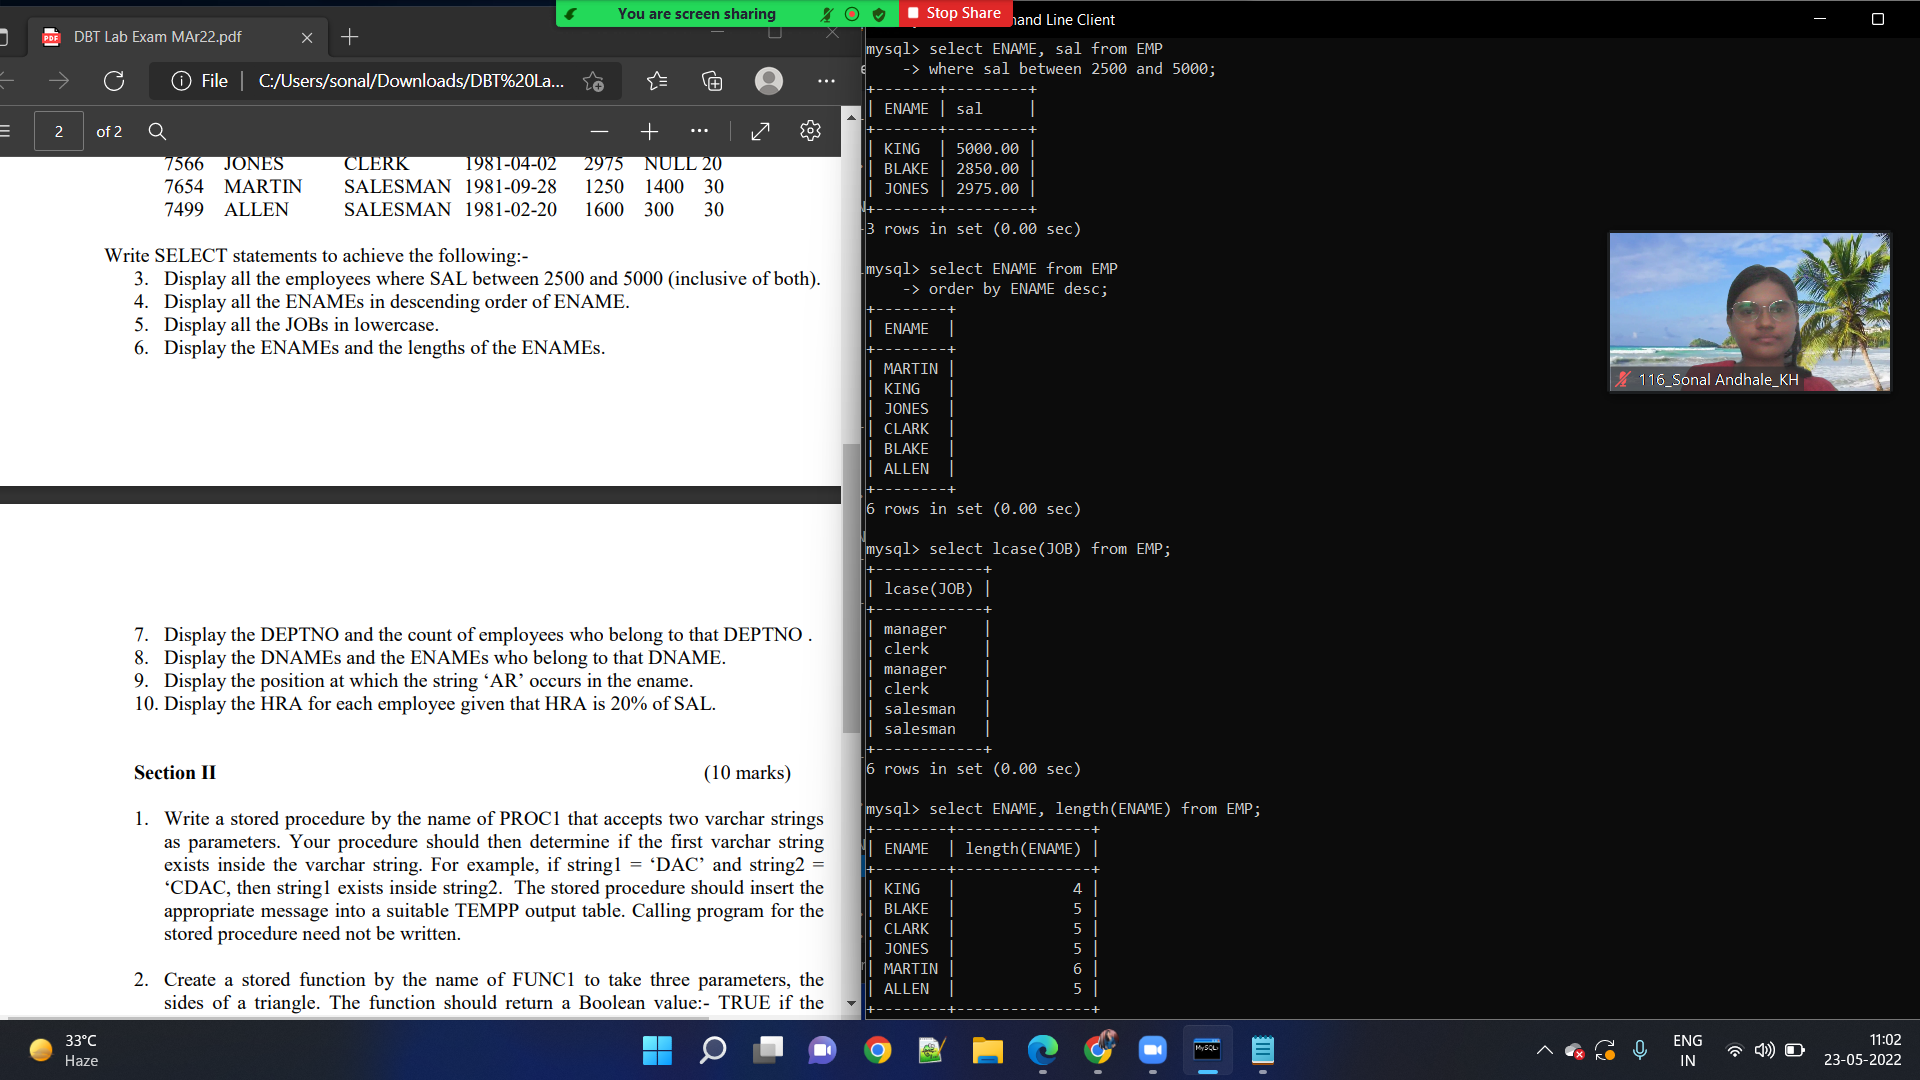 You are screen sharing
Stop Share
DBT Lab Exam MAr22.pdf
File
C:/Users/sonal/Downloads/DBT%20La...
2
of 2
7566 JONES CLERK 1981-04-02 2975 NULL 20
7654 MARTIN SALESMAN 1981-09-28 1250 1400 30
7499 ALLEN SALESMAN 1981-02-20 1600 300 30
Write SELECT statements to achieve the following:-
3. Display all the employees where SAL between 2500 and 5000 (inclusive of both).
4. Display all the ENAMEs in descending order of ENAME.
5. Display all the JOBs in lowercase.
6. Display the ENAMEs and the lengths of the ENAMEs.
7. Display the DEPTNO and the count of employees who belong to that DEPTNO .
8. Display the DNAMEs and the ENAMEs who belong to that DNAME.
9. Display the position at which the string ‘AR’ occurs in the ename.
10. Display the HRA for each employee given that HRA is 20% of SAL.
Section II (10 marks)
1. Write a stored procedure by the name of PROC1 that accepts two varchar strings
as parameters. Your procedure should then determine if the first varchar string
exists inside the varchar string. For example, if string1 = ‘DAC’ and string2 =
‘CDAC, then string1 exists inside string2. The stored procedure should insert the
appropriate message into a suitable TEMPP output table. Calling program for the
stored procedure need not be written.
2. Create a stored function by the name of FUNC1 to take three parameters, the
sides of a triangle. The function should return a Boolean value:- TRUE if the
mand Line Client
mysql> select ENAME, sal from EMP
-> where sal between 2500 and 5000;
+-------+---------+
| ENAME | sal |
+-------+---------+
| KING | 5000.00 |
| BLAKE | 2850.00 |
| JONES | 2975.00 |
+-------+---------+
3 rows in set (0.00 sec)
mysql> select ENAME from EMP
-> order by ENAME desc;
+--------+
| ENAME |
+--------+
| MARTIN |
| KING |
| JONES |
| CLARK |
| BLAKE |
| ALLEN |
+--------+
6 rows in set (0.00 sec)
mysql> select lcase(JOB) from EMP;
+------------+
| lcase(JOB) |
+------------+
| manager |
| clerk |
| manager |
| clerk |
| salesman |
| salesman |
+------------+
6 rows in set (0.00 sec)
mysql> select ENAME, length(ENAME) from EMP;
+--------+---------------+
| ENAME | length(ENAME) |
+--------+---------------+
| KING | 4 |
| BLAKE | 5 |
| CLARK | 5 |
| JONES | 5 |
| MARTIN | 6 |
| ALLEN | 5 |
+--------+---------------+
116_Sonal Andhale_KH
33°C
Haze
ENG
IN
11:02
23-05-2022